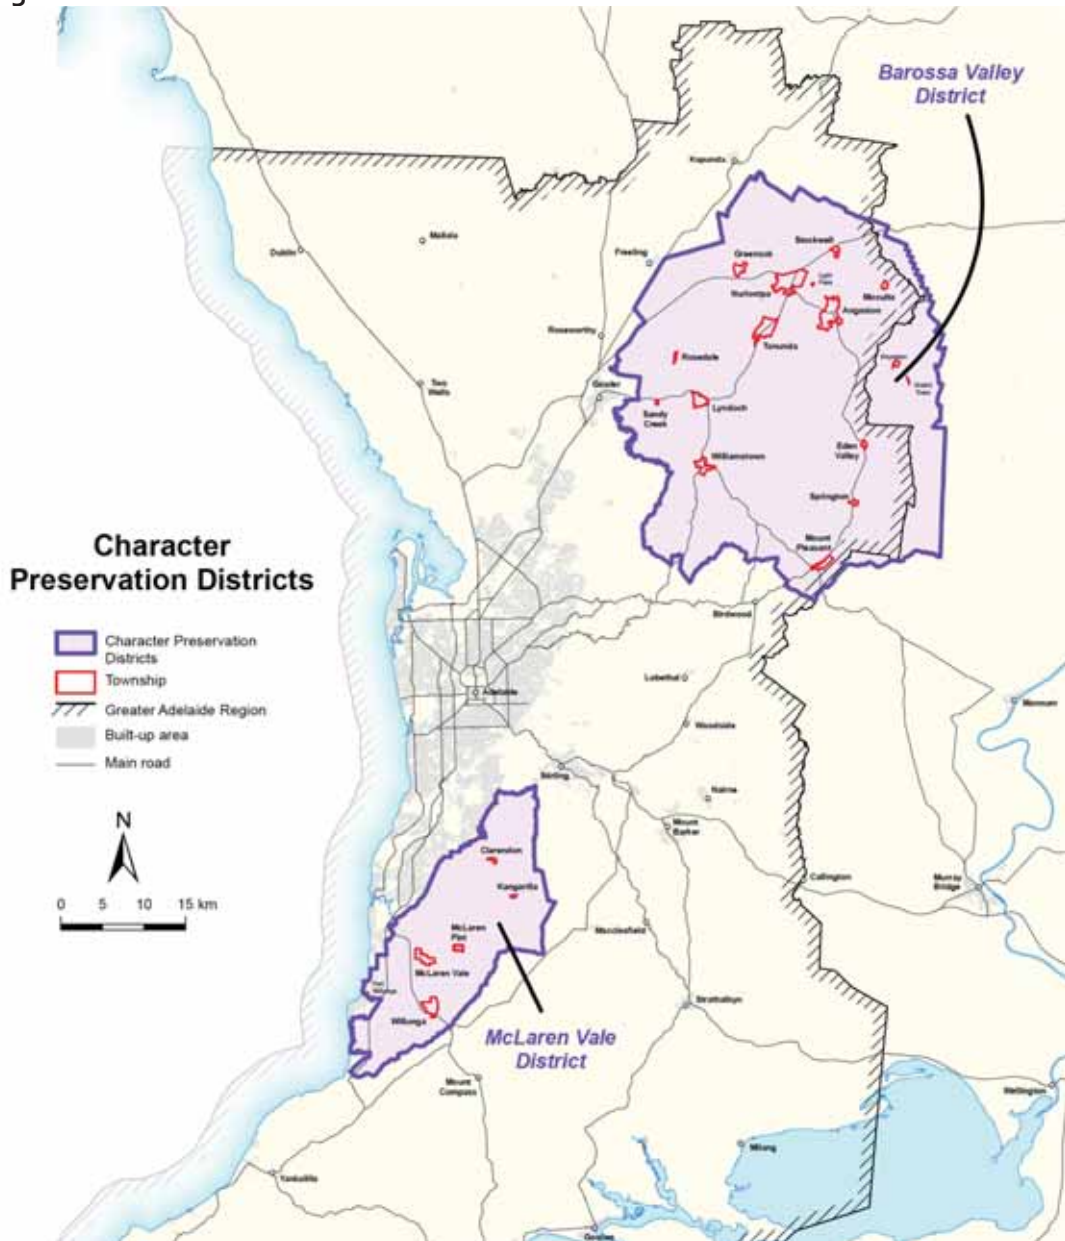 Barossa Valley
District
Kapunda
Mallala
Dublin
Freeling
Stockwell
Greenock
Nuriootpa
Moculta
Angaston
Roseworthy
Tanunda
Rosedale
Two
Wells
Gawler
Sandy
Creek
Lyndoch
Eden
Valley
Williamstown
Springton
Mount
Pleasant
Character
Preservation Districts
Character Preservation
Districts
Township
Greater Adelaide Region
Built-up area
Main road
N
0 5 10 15 km
Birdwood
Lobethal
Adelaide
Mannum
Woodside
Stirling
Nairne
Mount
Barker
Clarendon
Kangarilla
Callington
Murray
Bridge
McLaren
Flat
Macclesfield
McLaren Vale
Willunga
Strathalbyn
McLaren Vale
District
Mount
Compass
Wellington
Milang
Yankalilla
Goolwa